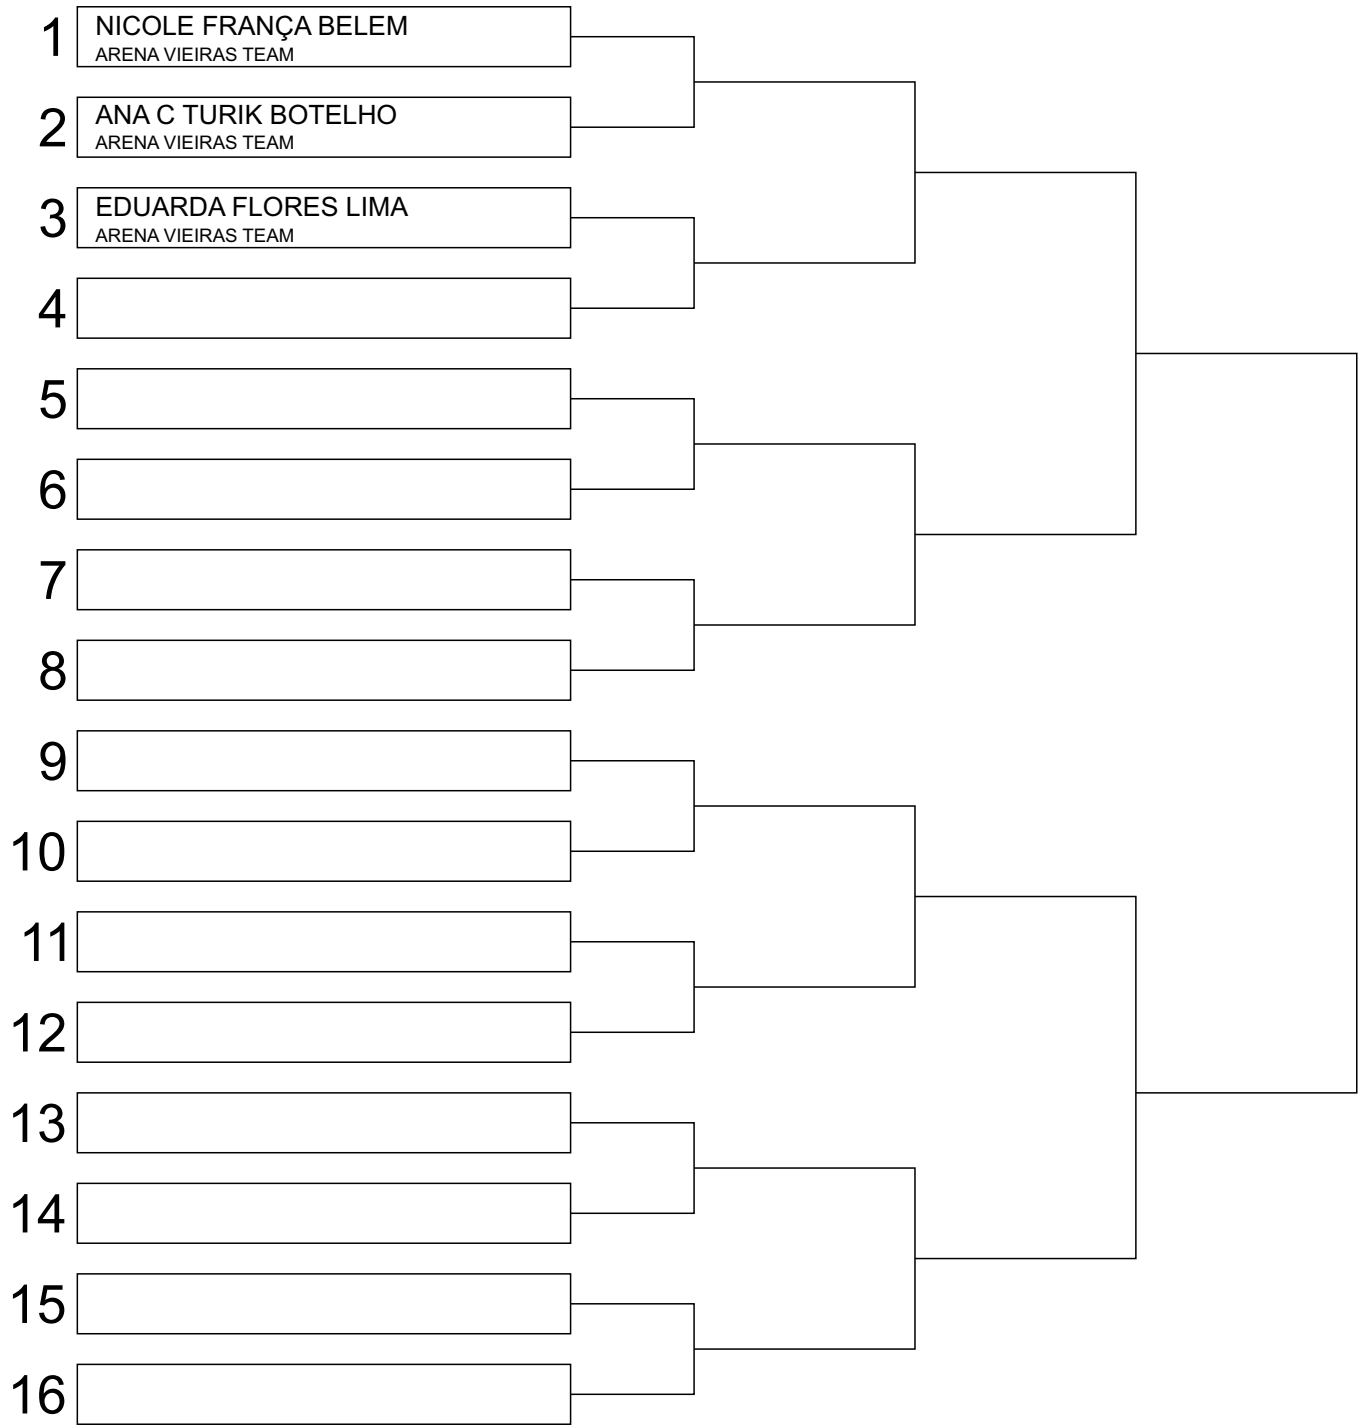 1
NICOLE FRANÇA BELEM
ARENA VIEIRAS TEAM
2
ANA C TURIK BOTELHO
ARENA VIEIRAS TEAM
3
EDUARDA FLORES LIMA
ARENA VIEIRAS TEAM
4
5
6
7
8
9
10
11
12
13
14
15
16